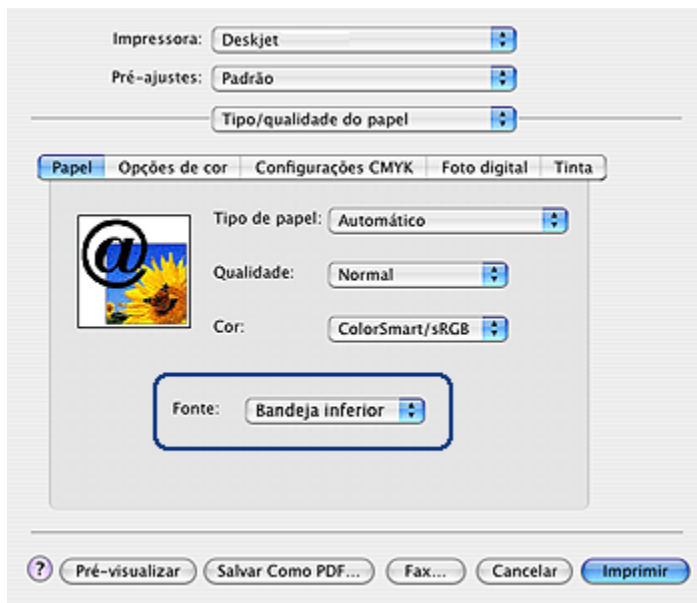 Impressora: Deskjet
Pré-ajustes: Padrão
Tipo/qualidade do papel
Papel Opções de cor Configurações CMYK Foto digital Tinta
Tipo de papel: Automático
@
Qualidade: Normal
Cor: ColorSmart/sRGB
Fonte: Bandeja inferior
? Pré-visualizar Salvar Como PDF... Fax... Cancelar Imprimir